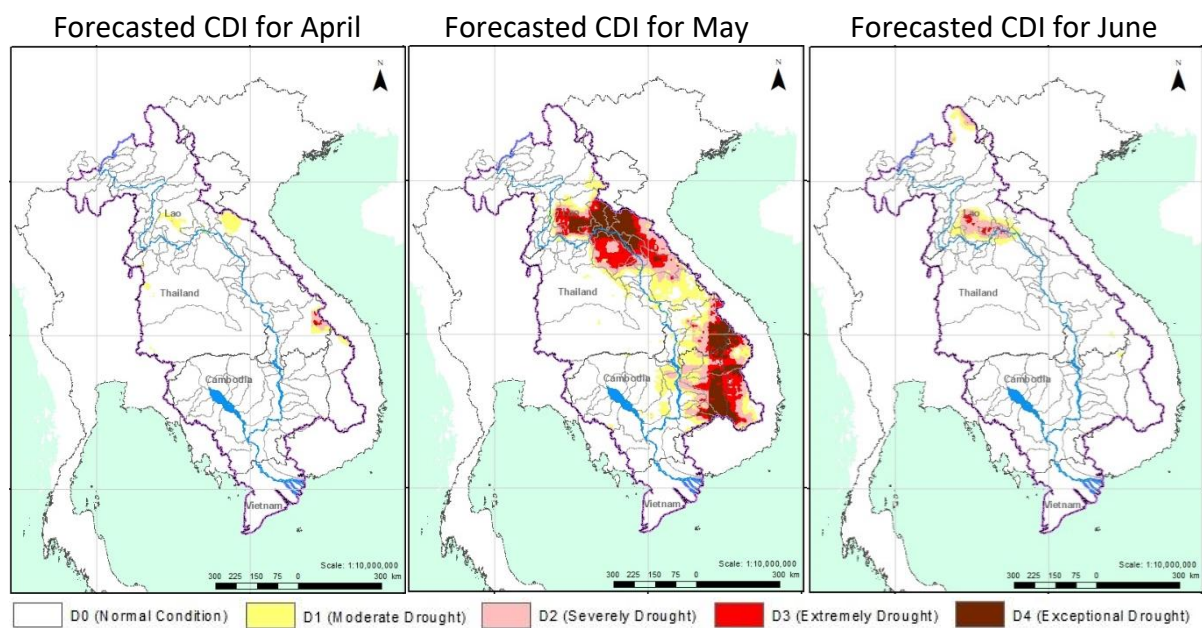 Forecasted CDI for April
Forecasted CDI for May
Forecasted CDI for June
N
Lao
Thailand
Cambodia
Vietnam
Scale: 1:10,000,000
300 225 75 0 300
km
N
Thailand
Cambodia
Vietnam
Scale: 1:10,000,000
300 225 75 0 300
km
N
Lao
Thailand
Cambodia
Vietnam
Scale: 1:10,000,000
300 225 75 0 300
km
D0 (Normal Condition)
D1 (Moderate Drought)
D2 (Severely Drought)
D3 (Extremely Drought)
D4 (Exceptional Drought)